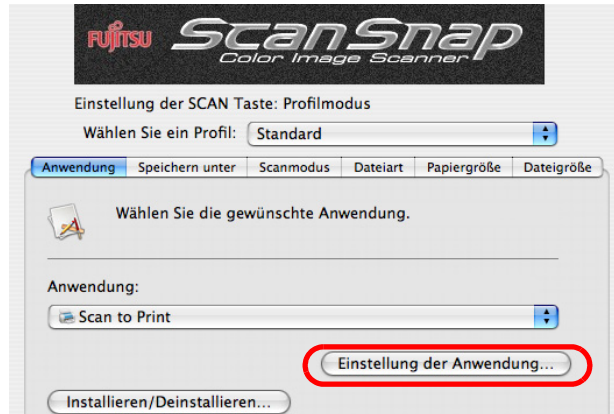 FUJITSU ScanSnap
Color Image Scanner
Einstellung der SCAN Taste: Profilmodus
Wählen Sie ein Profil: Standard
Anwendung Speichern unter Scanmodus Dateiart Papiergröße Dateigröße
Wählen Sie die gewünschte Anwendung.
Anwendung:
Scan to Print
Einstellung der Anwendung...
Installieren/Deinstallieren...